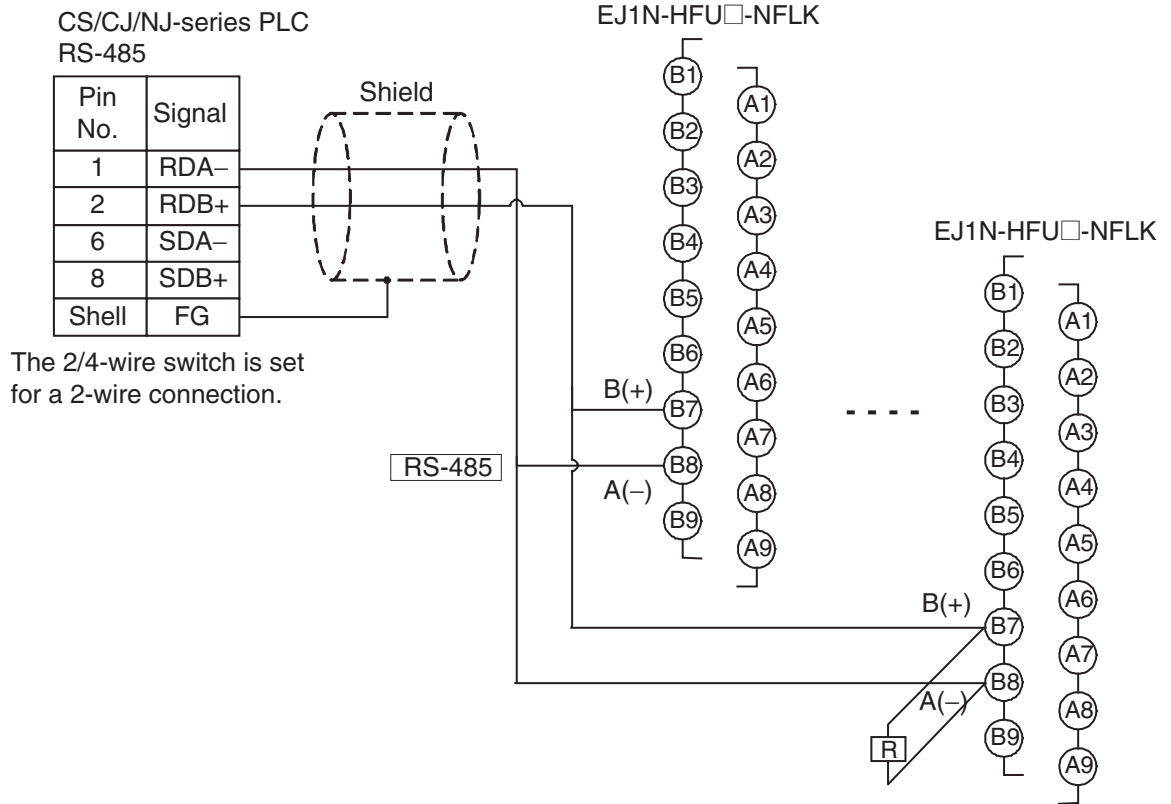 CS/CJ/NJ-series PLC
RS-485
Pin No.
Signal
1
RDA−
2
RDB+
6
SDA−
8
SDB+
Shell
FG
Shield
The 2/4-wire switch is set
for a 2-wire connection.
RS-485
EJ1N-HFU□-NFLK
B1
B2
B3
B4
B5
B6
B7
B8
B9
A1
A2
A3
A4
A5
A6
A7
A8
A9
B(+)
A(−)
EJ1N-HFU□-NFLK
B1
B2
B3
B4
B5
B6
B7
B8
B9
A1
A2
A3
A4
A5
A6
A7
A8
A9
B(+)
A(−)
R